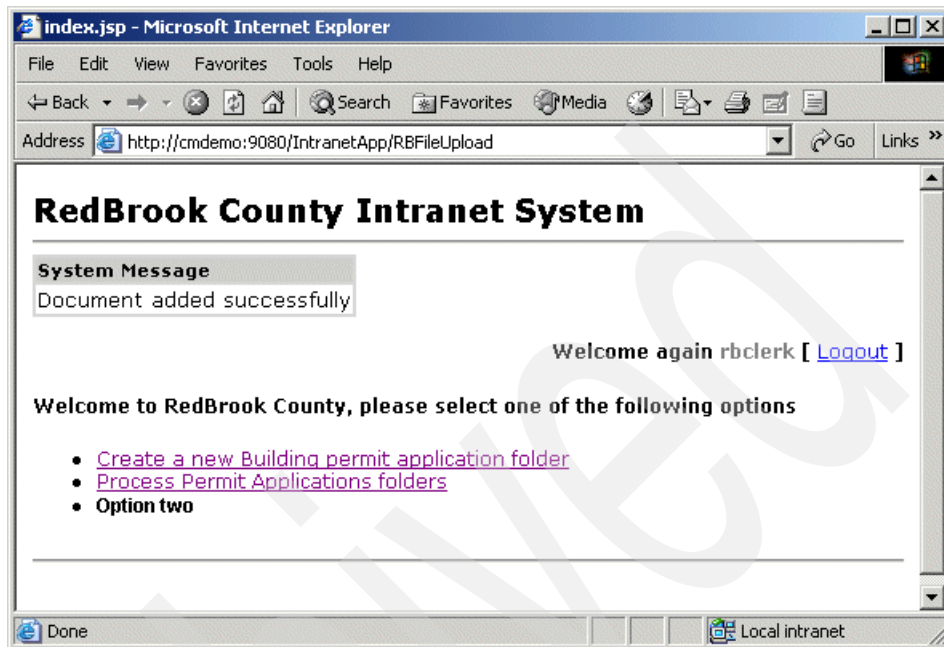 index.jsp - Microsoft Internet Explorer
File Edit View Favorites Tools Help
Back Search Favorites Media
Address http://cmdemo:9080/IntranetApp/RBFileUpload Go Links »
RedBrook County Intranet System
System Message
Document added successfully
Welcome again rbclerk [ Logout ]
Welcome to RedBrook County, please select one of the following options
• Create a new Building permit application folder
• Process Permit Applications folders
• Option two
Done Local intranet